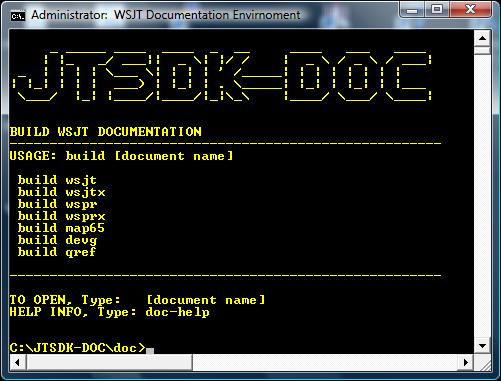 Administrator: WSJT Documentation Envirnoment
JTSDK-DOC
BUILD WSJT DOCUMENTATION
USAGE: build [document name]
build wsjt
build wsjtx
build wspr
build wsprx
build map65
build devg
build qref
TO OPEN, Type: [document name]
HELP INFO, Type: doc-help
C:\JTSDK-DOC\doc>